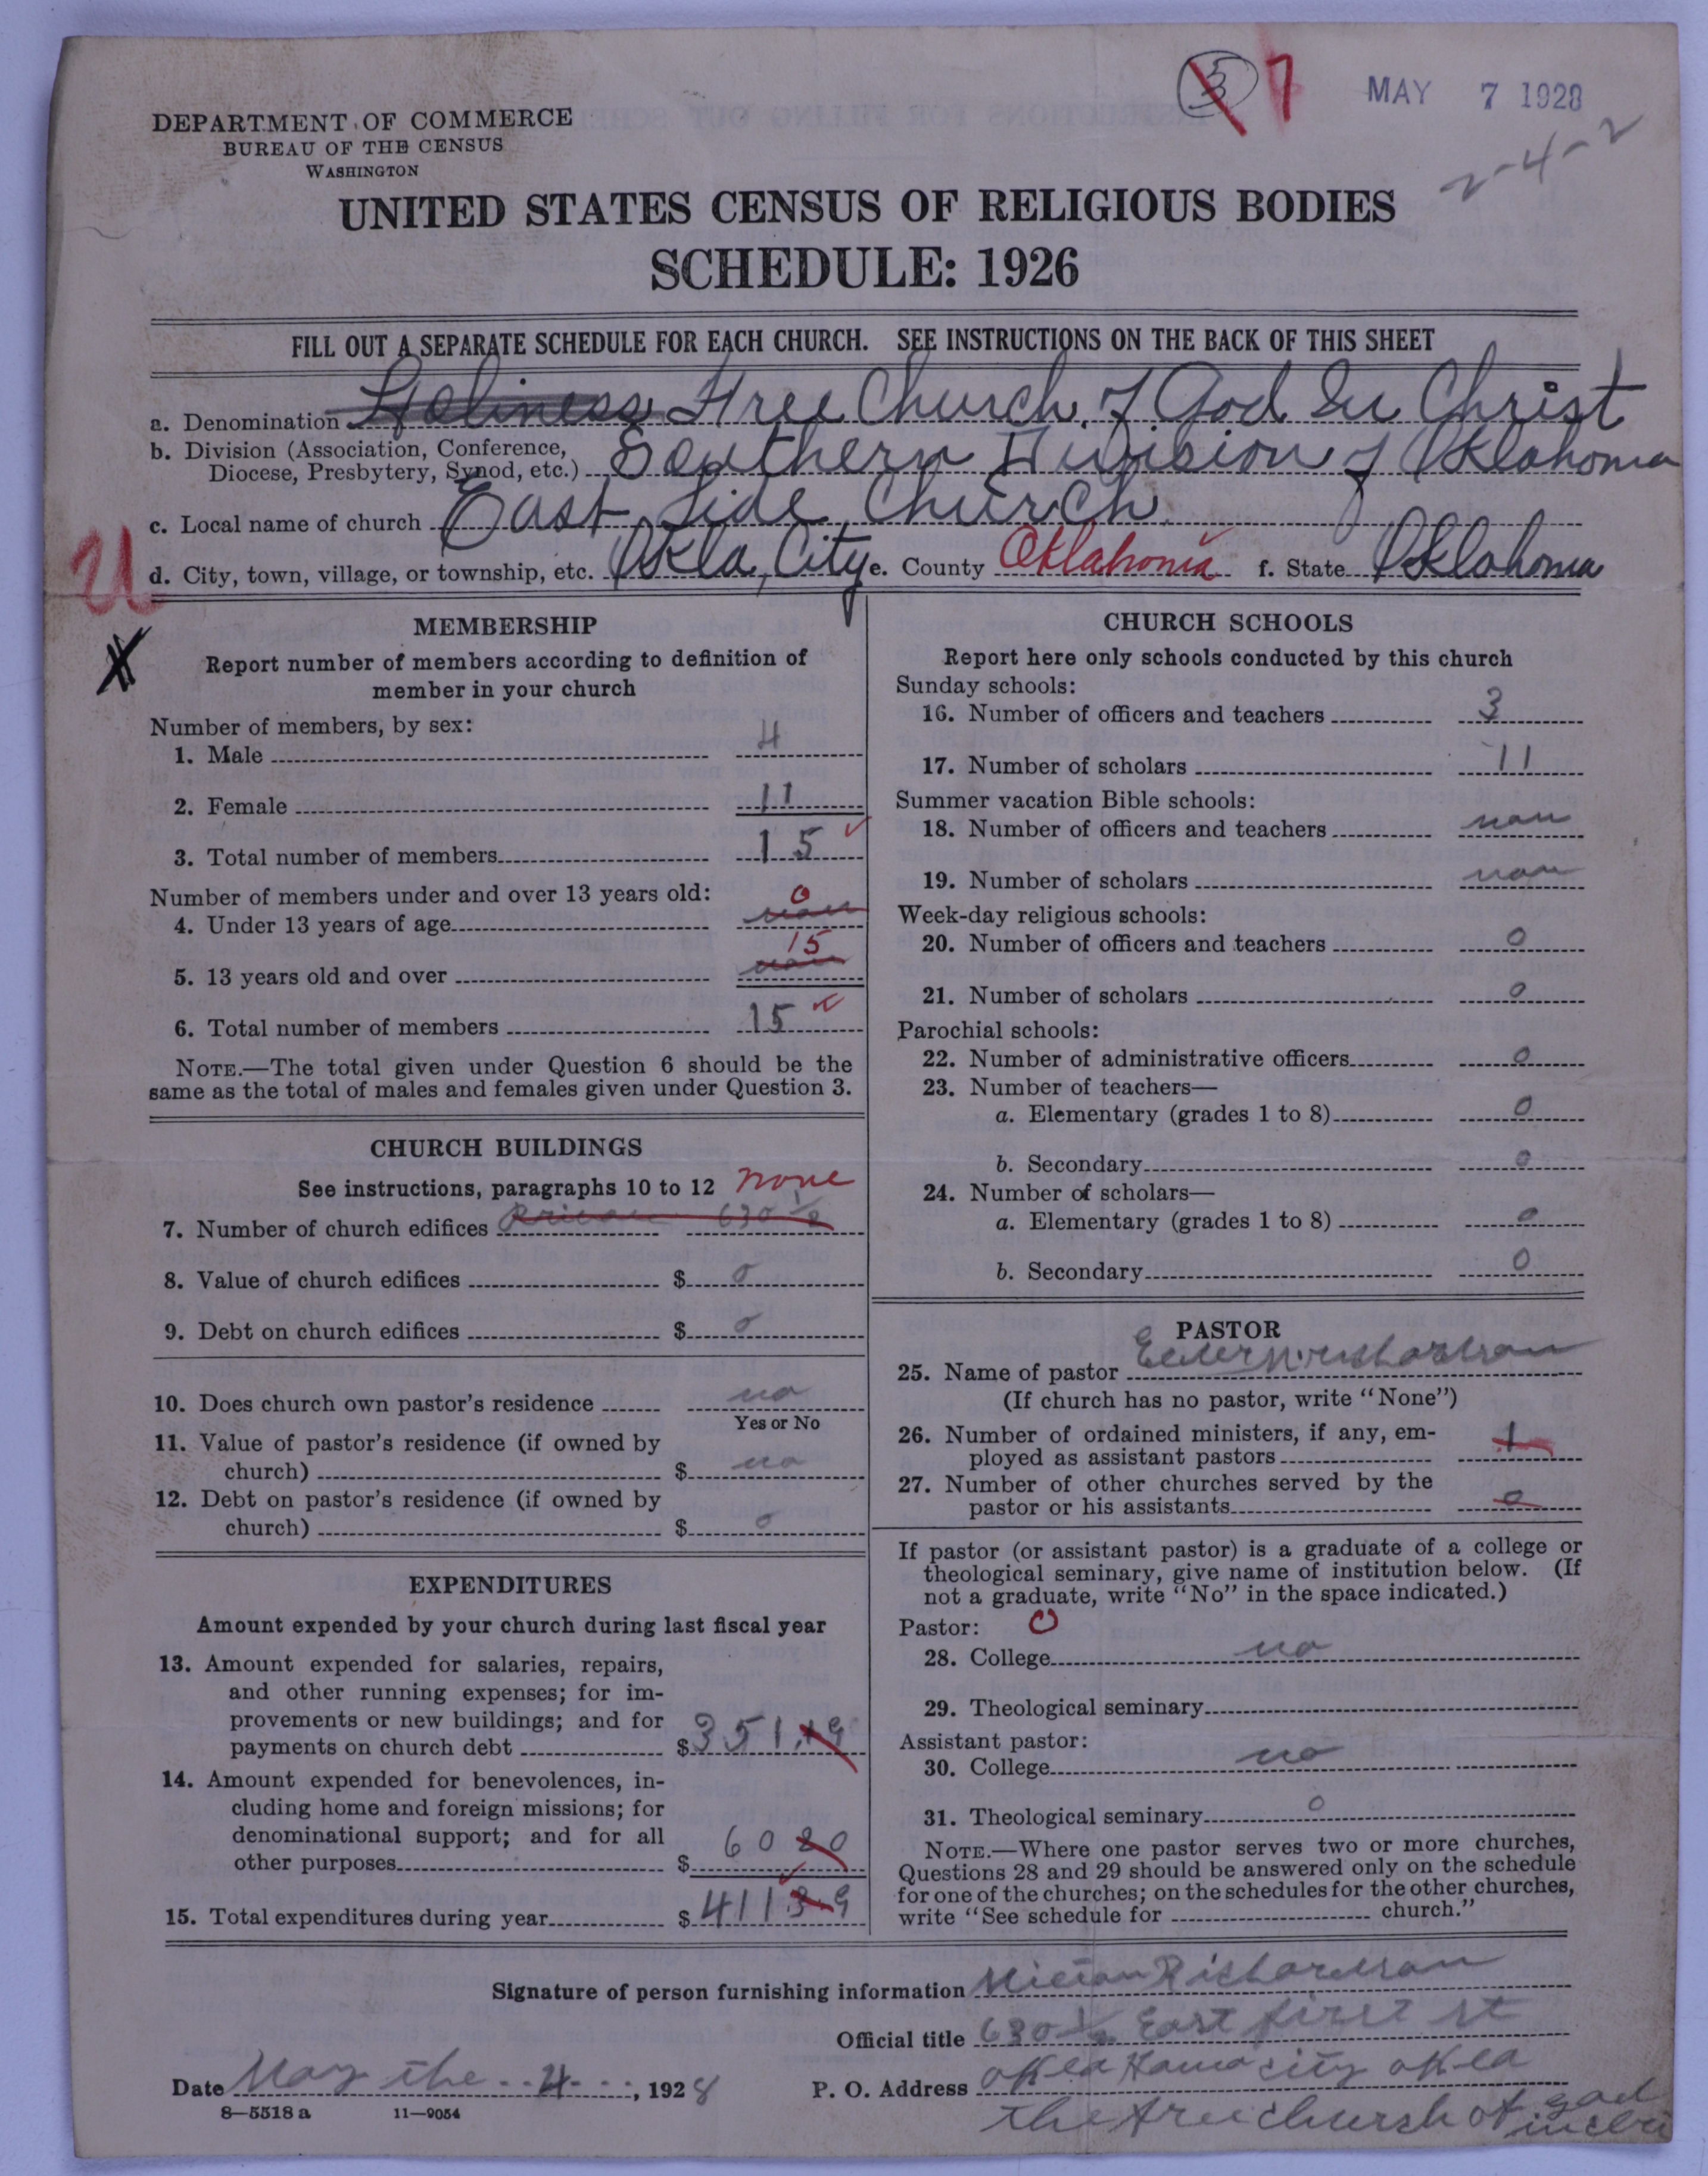 5 7 MAY 7 1928
2-4-2
DEPARTMENT OF COMMERCE
BUREAU OF THE CENSUS
WASHINGTON
UNITED STATES CENSUS OF RELIGIOUS BODIES
SCHEDULE: 1926
FILL OUT A SEPARATE SCHEDULE FOR EACH CHURCH. SEE INSTRUCTIONS ON THE BACK OF THIS SHEET
a. Denomination Holiness Free Church of God In Christ
b. Division (Association, Conference,
Diocese, Presbytery, Synod, etc.) Southern Division of Oklahoma
c. Local name of church East Side Church
U
d. City, town, village, or township, etc. Okla, City e. County Oklahoma f. State Oklahoma
X
MEMBERSHIP
Report number of members according to definition of
member in your church
Number of members, by sex:
1. Male 4
2. Female 11
3. Total number of members 15
Number of members under and over 13 years old:
0
4. Under 13 years of age non
15
5. 13 years old and over non
6. Total number of members 15
NOTE.—The total given under Question 6 should be the
same as the total of males and females given under Question 3.
CHURCH BUILDINGS
See instructions, paragraphs 10 to 12 none
7. Number of church edifices 630 1/2
8. Value of church edifices $ 0
9. Debt on church edifices $ 0
10. Does church own pastor's residence no
Yes or No
11. Value of pastor's residence (if owned by
church) $ no
12. Debt on pastor's residence (if owned by
church) $ 0
EXPENDITURES
Amount expended by your church during last fiscal year
13. Amount expended for salaries, repairs,
and other running expenses; for im-
provements or new buildings; and for
payments on church debt $ 351.19
14. Amount expended for benevolences, in-
cluding home and foreign missions; for
denominational support; and for all
other purposes $ 60 20
15. Total expenditures during year $ 411 39
CHURCH SCHOOLS
Report here only schools conducted by this church
Sunday schools:
16. Number of officers and teachers 3
17. Number of scholars 11
Summer vacation Bible schools:
18. Number of officers and teachers non
19. Number of scholars non
Week-day religious schools:
20. Number of officers and teachers 0
21. Number of scholars 0
Parochial schools:
22. Number of administrative officers 0
23. Number of teachers—
a. Elementary (grades 1 to 8) 0
b. Secondary 0
24. Number of scholars—
a. Elementary (grades 1 to 8) 0
b. Secondary 0
PASTOR
25. Name of pastor
(If church has no pastor, write "None")
26. Number of ordained ministers, if any, em-
ployed as assistant pastors 1
27. Number of other churches served by the
pastor or his assistants 0
If pastor (or assistant pastor) is a graduate of a college or
theological seminary, give name of institution below. (If
not a graduate, write "No" in the space indicated.)
Pastor: 0
28. College no
29. Theological seminary
Assistant pastor:
30. College no
31. Theological seminary 0
NOTE.—Where one pastor serves two or more churches,
Questions 28 and 29 should be answered only on the schedule
for one of the churches; on the schedules for the other churches,
write "See schedule for church."
Signature of person furnishing information Richardson
Official title 630 1/2 East first st
Date May the 4, 1928 P. O. Address oklahoma city okla
8—5518 a 11—9054
the free church of god
in cri